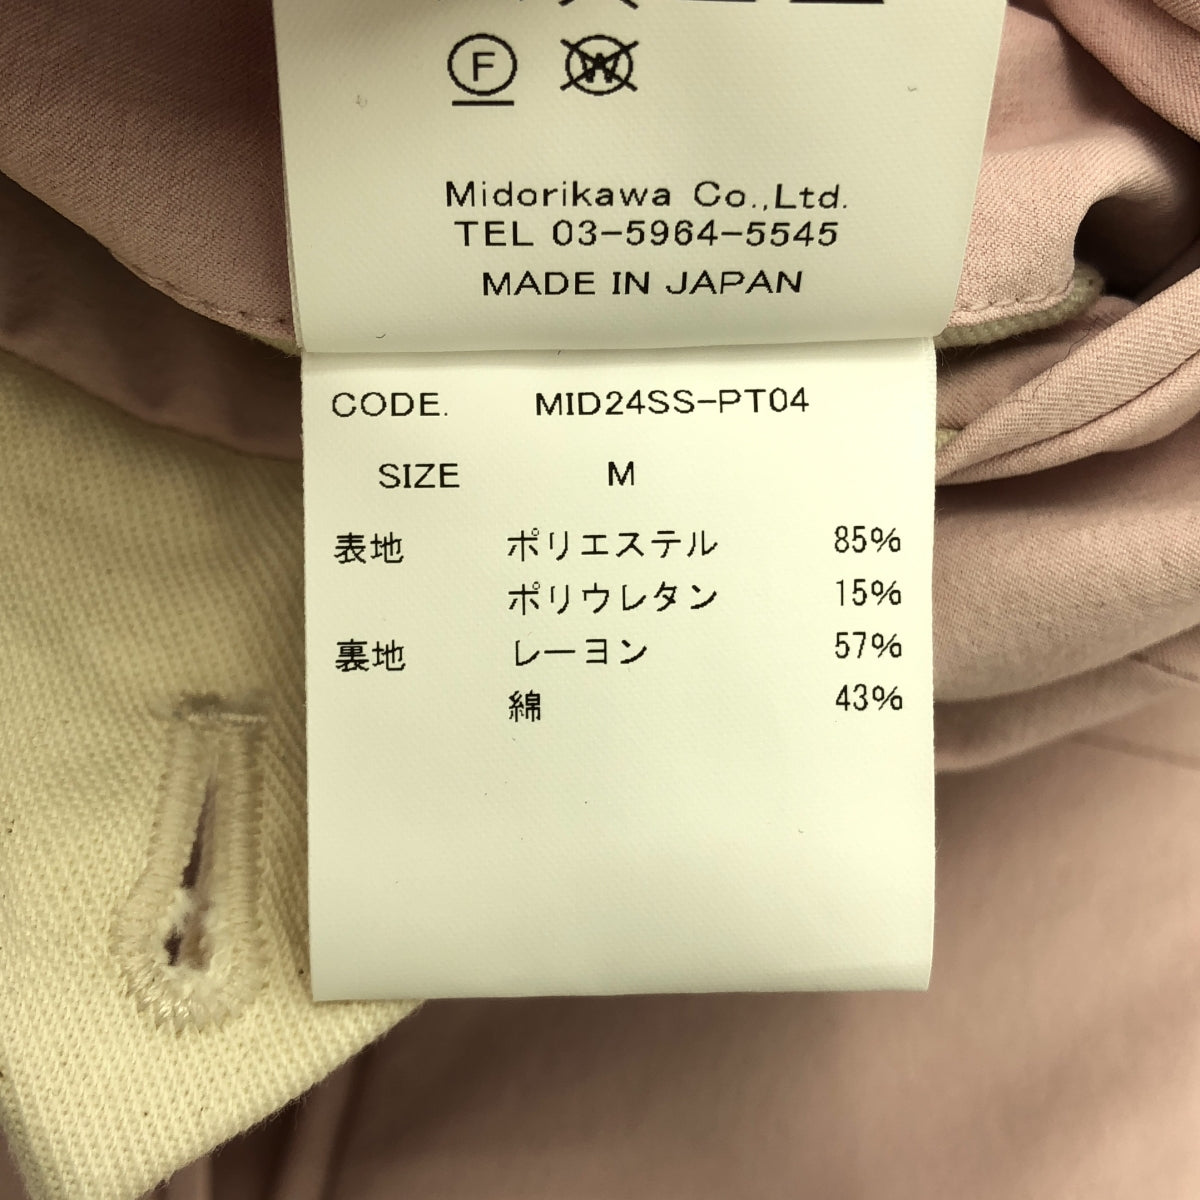 F W
Midorikawa Co.,Ltd.
TEL 03-5964-5545
MADE IN JAPAN
CODE. MID24SS-PT04
SIZE M
表地 ポリエステル 85%
ポリウレタン 15%
裏地 レーヨン 57%
綿 43%